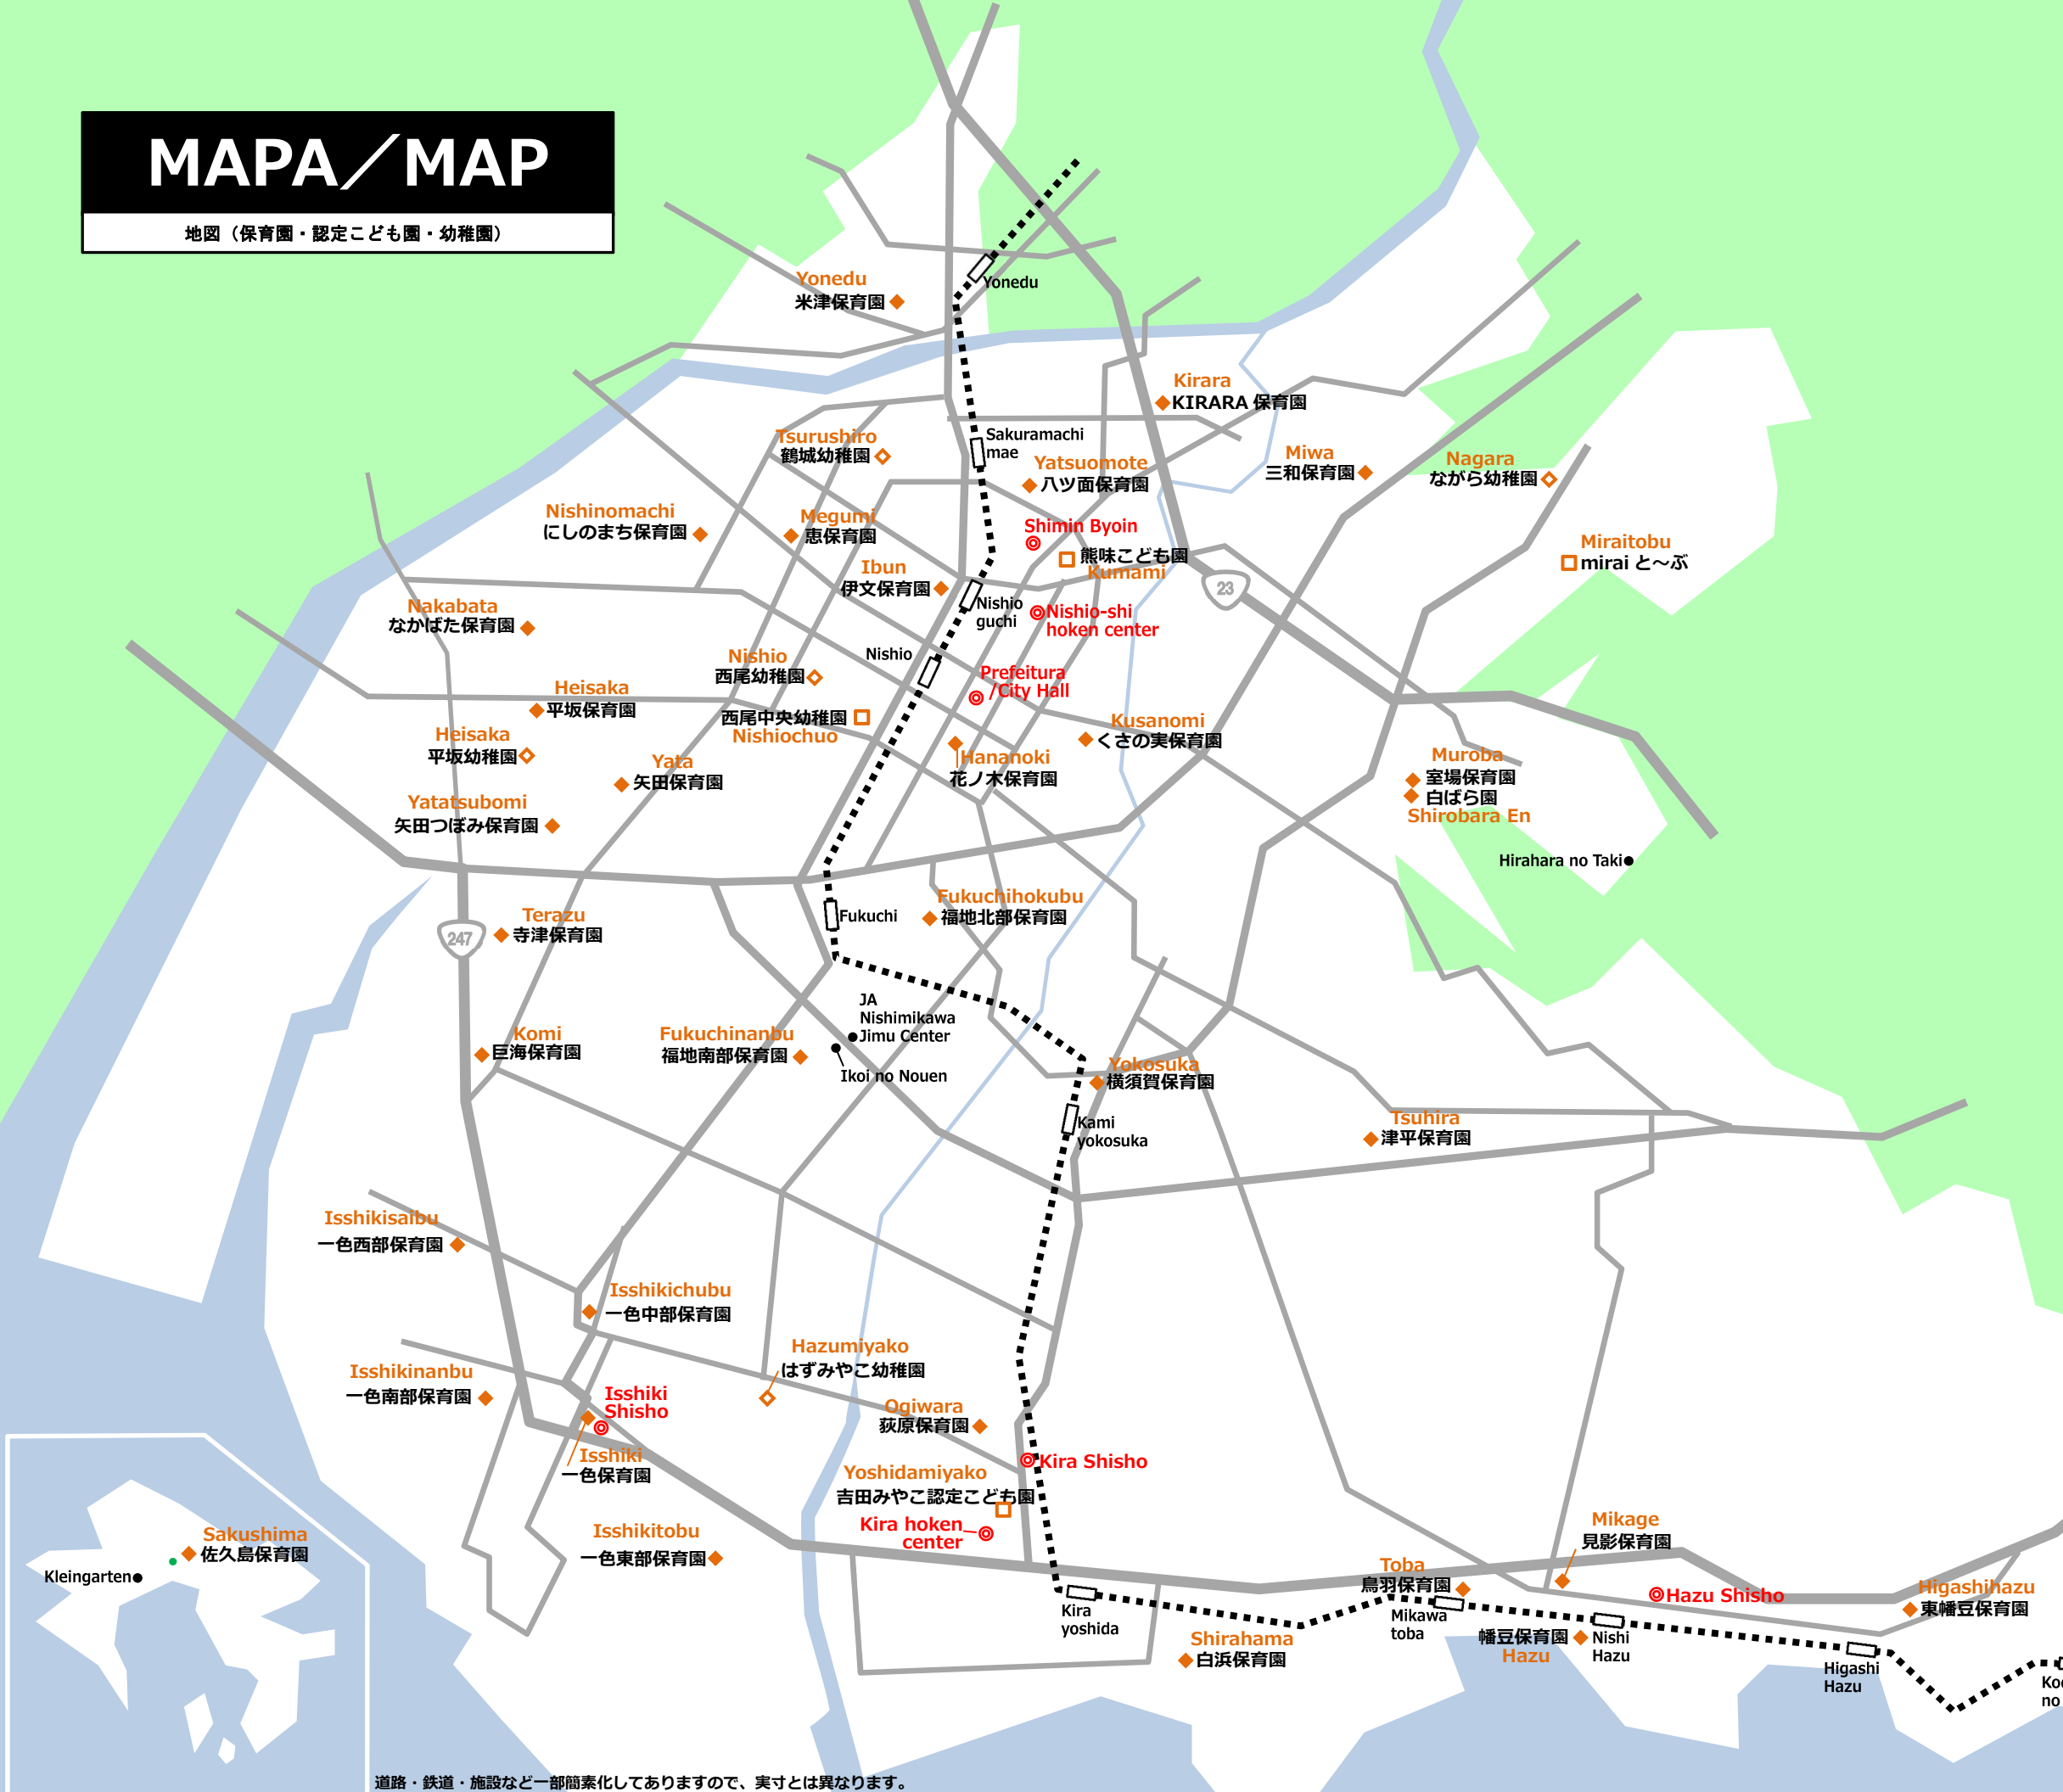 MAPA／MAP
地図（保育園・認定こども園・幼稚園）
Yonedu
米津保育園
Yonedu
Kirara
KIRARA 保育園
Tsurushiro
鶴城幼稚園
Sakuramachi
mae
Yatsuomote
八ツ面保育園
Miwa
三和保育園
Nagara
ながら幼稚園
Nishinomachi
にしのまち保育園
Megumi
恵保育園
Shimin Byoin
熊味こども園
Kumami
Miraitobu
mirai と～ぶ
Ibun
伊文保育園
23
Nishio
guchi
Nishio-shi
hoken center
Nakabata
なかばた保育園
Nishio
Nishio
西尾幼稚園
Prefeitura
/City Hall
Heisaka
平坂保育園
西尾中央幼稚園
Nishiochuo
Kusanomi
くさの実保育園
Heisaka
平坂幼稚園
Yata
矢田保育園
Hananoki
花ノ木保育園
Muroba
室場保育園
白ばら園
Shirobara En
Yatatsubomi
矢田つぼみ保育園
Hirahara no Taki
Fukuchihokubu
福地北部保育園
Fukuchi
Terazu
寺津保育園
247
JA
Nishimikawa
Jimu Center
Ikoi no Nouen
Komi
巨海保育園
Fukuchinanbu
福地南部保育園
Yokosuka
横須賀保育園
Kami
yokosuka
Tsuhira
津平保育園
Isshikisaibu
一色西部保育園
Isshikichubu
一色中部保育園
Hazumiyako
はずみやこ幼稚園
Isshikinanbu
一色南部保育園
Isshiki
Shisho
Ogiwara
荻原保育園
Isshiki
一色保育園
Kira Shisho
Yoshidamiyako
吉田みやこ認定こども園
Kira hoken
center
Isshikitobu
一色東部保育園
Sakushima
佐久島保育園
Kleingarten
Mikage
見影保育園
Toba
鳥羽保育園
Hazu Shisho
Higashihazu
東幡豆保育園
Kira
yoshida
Mikawa
toba
Shirahama
白浜保育園
幡豆保育園
Hazu
Nishi
Hazu
Higashi
Hazu
no
道路・鉄道・施設など一部簡素化してありますので、実寸とは異なります。